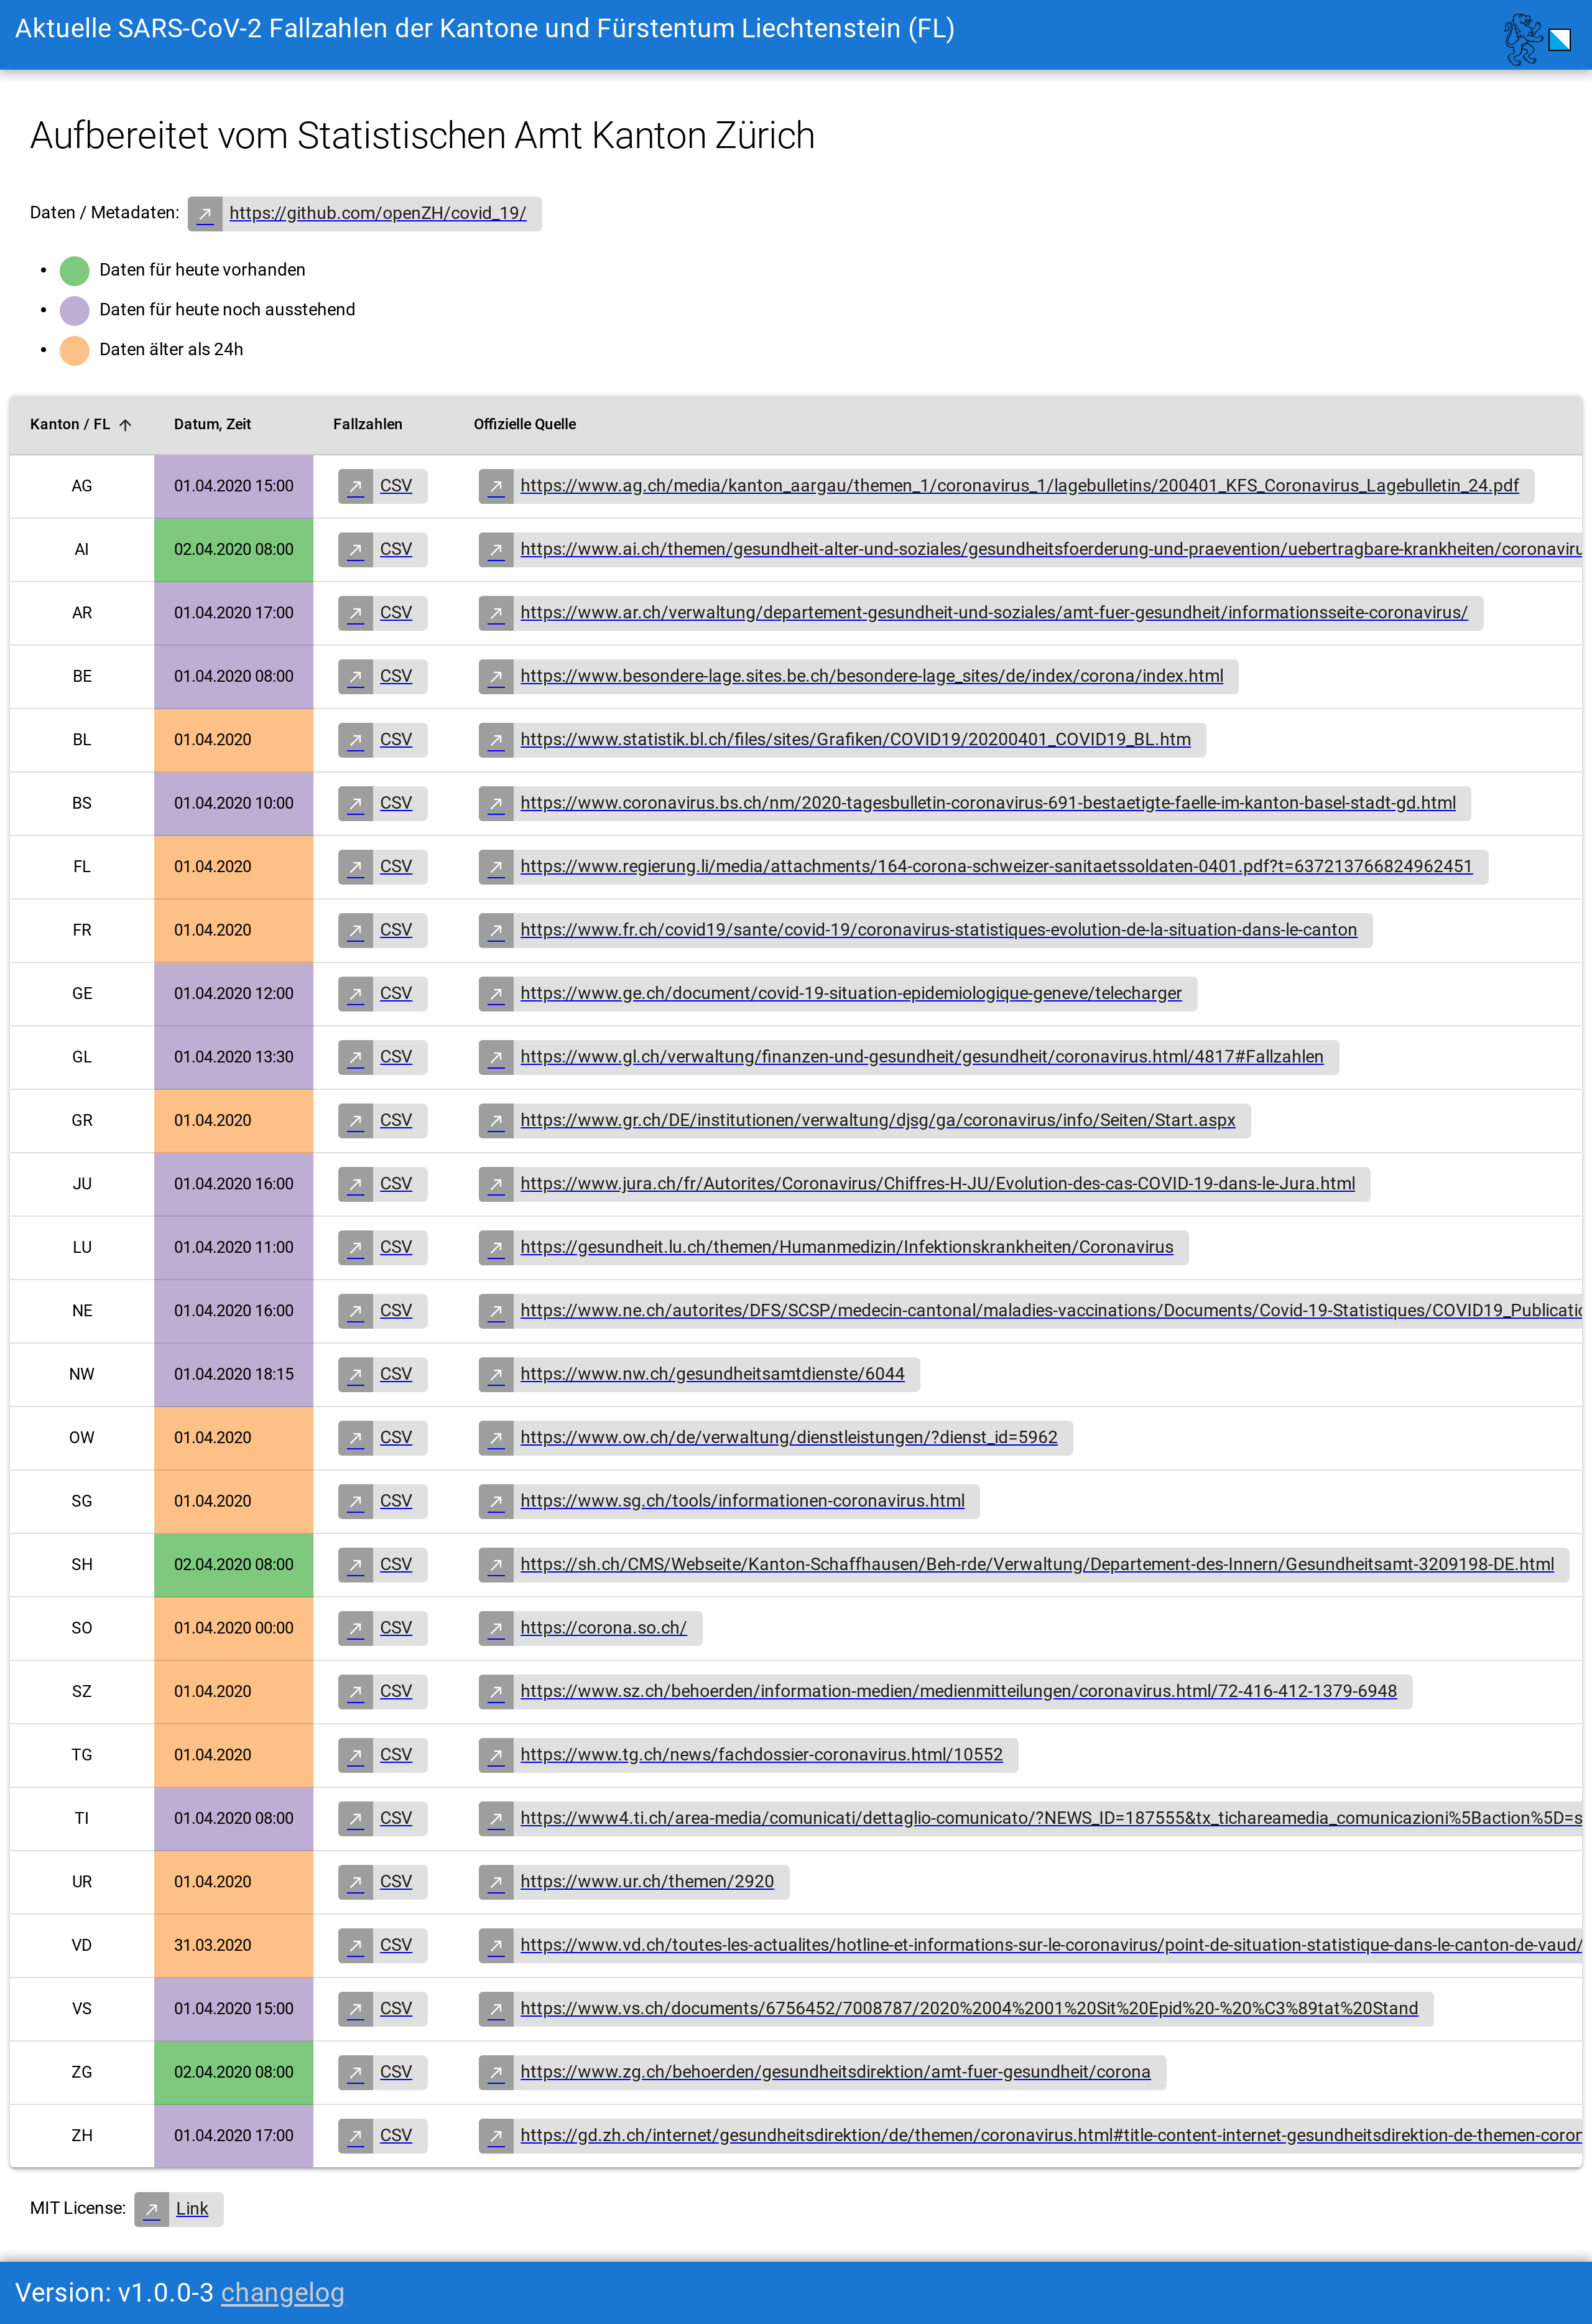 Aktuelle SARS-CoV-2 Fallzahlen der Kantone und Fürstentum Liechtenstein (FL)
Aufbereitet vom Statistischen Amt Kanton Zürich
Daten / Metadaten: https://github.com/openZH/covid_19/
Daten für heute vorhanden
Daten für heute noch ausstehend
Daten älter als 24h
Kanton / FL Datum, Zeit Fallzahlen Offizielle Quelle
AG 01.04.2020 15:00 CSV https://www.ag.ch/media/kanton_aargau/themen_1/coronavirus_1/lagebulletins/200401_KFS_Coronavirus_Lagebulletin_24.pdf
AI 02.04.2020 08:00 CSV https://www.ai.ch/themen/gesundheit-alter-und-soziales/gesundheitsfoerderung-und-praevention/uebertragbare-krankheiten/coronaviru
AR 01.04.2020 17:00 CSV https://www.ar.ch/verwaltung/departement-gesundheit-und-soziales/amt-fuer-gesundheit/informationsseite-coronavirus/
BE 01.04.2020 08:00 CSV https://www.besondere-lage.sites.be.ch/besondere-lage_sites/de/index/corona/index.html
BL 01.04.2020 CSV https://www.statistik.bl.ch/files/sites/Grafiken/COVID19/20200401_COVID19_BL.htm
BS 01.04.2020 10:00 CSV https://www.coronavirus.bs.ch/nm/2020-tagesbulletin-coronavirus-691-bestaetigte-faelle-im-kanton-basel-stadt-gd.html
FL 01.04.2020 CSV https://www.regierung.li/media/attachments/164-corona-schweizer-sanitaetssoldaten-0401.pdf?t=637213766824962451
FR 01.04.2020 CSV https://www.fr.ch/covid19/sante/covid-19/coronavirus-statistiques-evolution-de-la-situation-dans-le-canton
GE 01.04.2020 12:00 CSV https://www.ge.ch/document/covid-19-situation-epidemiologique-geneve/telecharger
GL 01.04.2020 13:30 CSV https://www.gl.ch/verwaltung/finanzen-und-gesundheit/gesundheit/coronavirus.html/4817#Fallzahlen
GR 01.04.2020 CSV https://www.gr.ch/DE/institutionen/verwaltung/djsg/ga/coronavirus/info/Seiten/Start.aspx
JU 01.04.2020 16:00 CSV https://www.jura.ch/fr/Autorites/Coronavirus/Chiffres-H-JU/Evolution-des-cas-COVID-19-dans-le-Jura.html
LU 01.04.2020 11:00 CSV https://gesundheit.lu.ch/themen/Humanmedizin/Infektionskrankheiten/Coronavirus
NE 01.04.2020 16:00 CSV https://www.ne.ch/autorites/DFS/SCSP/medecin-cantonal/maladies-vaccinations/Documents/Covid-19-Statistiques/COVID19_Publicatio
NW 01.04.2020 18:15 CSV https://www.nw.ch/gesundheitsamtdienste/6044
OW 01.04.2020 CSV https://www.ow.ch/de/verwaltung/dienstleistungen/?dienst_id=5962
SG 01.04.2020 CSV https://www.sg.ch/tools/informationen-coronavirus.html
SH 02.04.2020 08:00 CSV https://sh.ch/CMS/Webseite/Kanton-Schaffhausen/Beh-rde/Verwaltung/Departement-des-Innern/Gesundheitsamt-3209198-DE.html
SO 01.04.2020 00:00 CSV https://corona.so.ch/
SZ 01.04.2020 CSV https://www.sz.ch/behoerden/information-medien/medienmitteilungen/coronavirus.html/72-416-412-1379-6948
TG 01.04.2020 CSV https://www.tg.ch/news/fachdossier-coronavirus.html/10552
TI 01.04.2020 08:00 CSV https://www4.ti.ch/area-media/comunicati/dettaglio-comunicato/?NEWS_ID=187555&tx_tichareamedia_comunicazioni%5Baction%5D=s
UR 01.04.2020 CSV https://www.ur.ch/themen/2920
VD 31.03.2020 CSV https://www.vd.ch/toutes-les-actualites/hotline-et-informations-sur-le-coronavirus/point-de-situation-statistique-dans-le-canton-de-vaud/
VS 01.04.2020 15:00 CSV https://www.vs.ch/documents/6756452/7008787/2020%2004%2001%20Sit%20Epid%20-%20%C3%89tat%20Stand
ZG 02.04.2020 08:00 CSV https://www.zg.ch/behoerden/gesundheitsdirektion/amt-fuer-gesundheit/corona
ZH 01.04.2020 17:00 CSV https://gd.zh.ch/internet/gesundheitsdirektion/de/themen/coronavirus.html#title-content-internet-gesundheitsdirektion-de-themen-coron
MIT License: Link
Version: v1.0.0-3 changelog